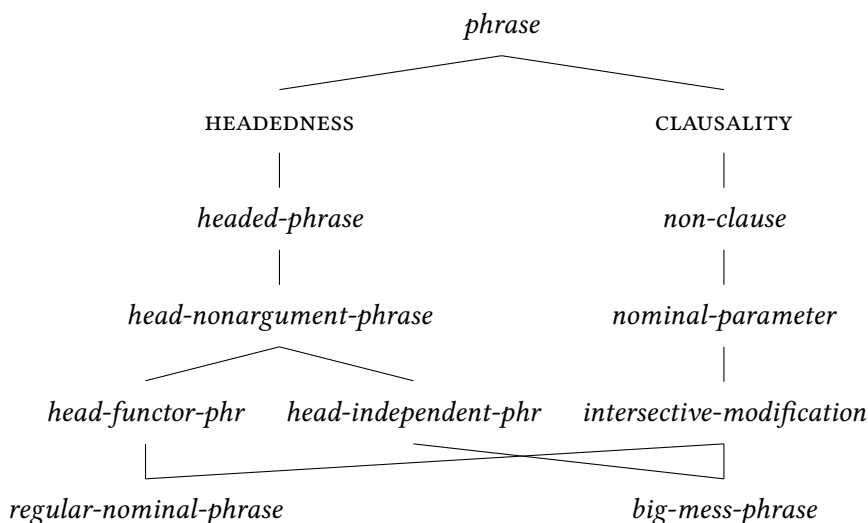 phrase
HEADEDNESS CLAUSALITY
headed-phrase non-clause
head-nonargument-phrase nominal-parameter
head-functor-phr head-independent-phr intersective-modification
regular-nominal-phrase big-mess-phrase